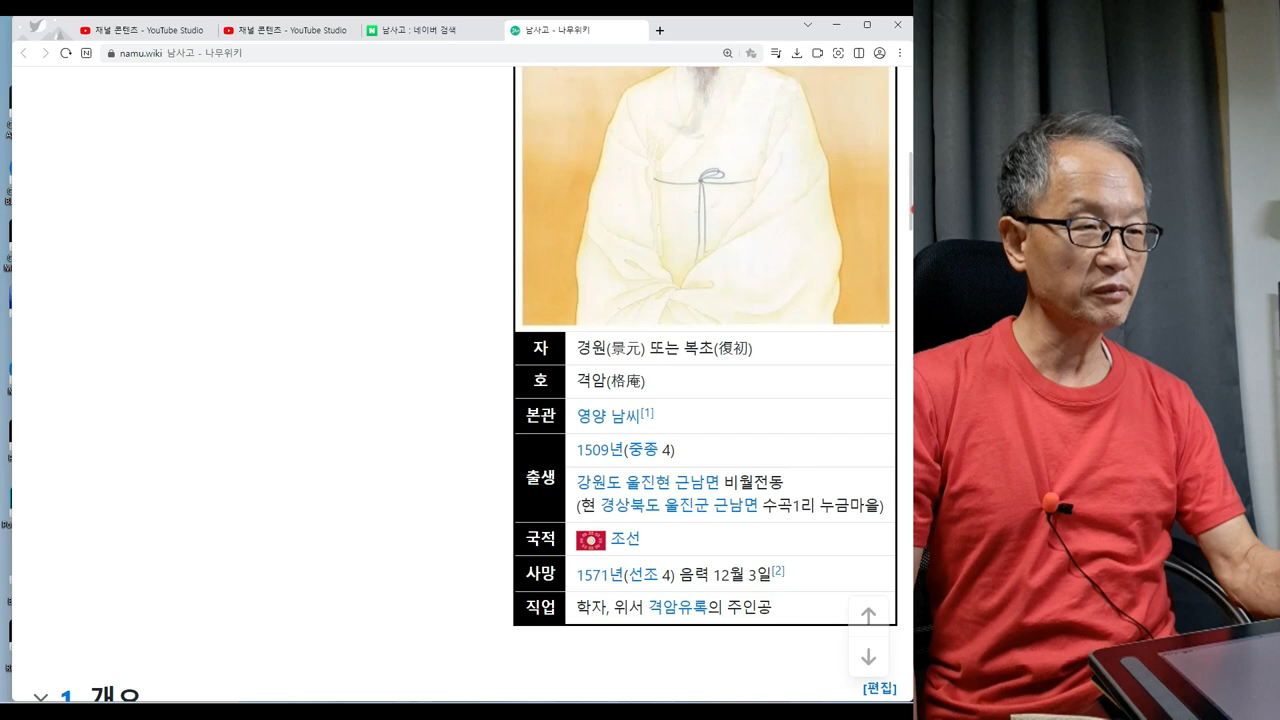 채널 콘텐츠 - YouTube Studio
채널 콘텐츠 - YouTube Studio
남사고 : 네이버 검색
남사고 - 나무위키
namu.wiki 남사고 - 나무위키
자 경원(景元) 또는 복초(復初)
호 격암(格庵)
본관 영양 남씨[1]
출생 1509년(중종 4)
강원도 울진현 근남면 비월전동
(현 경상북도 울진군 근남면 수곡1리 누금마을)
국적 조선
사망 1571년(선조 4) 음력 12월 3일[2]
직업 학자, 위서 격암유록의 주인공
[편집]
1. 개요